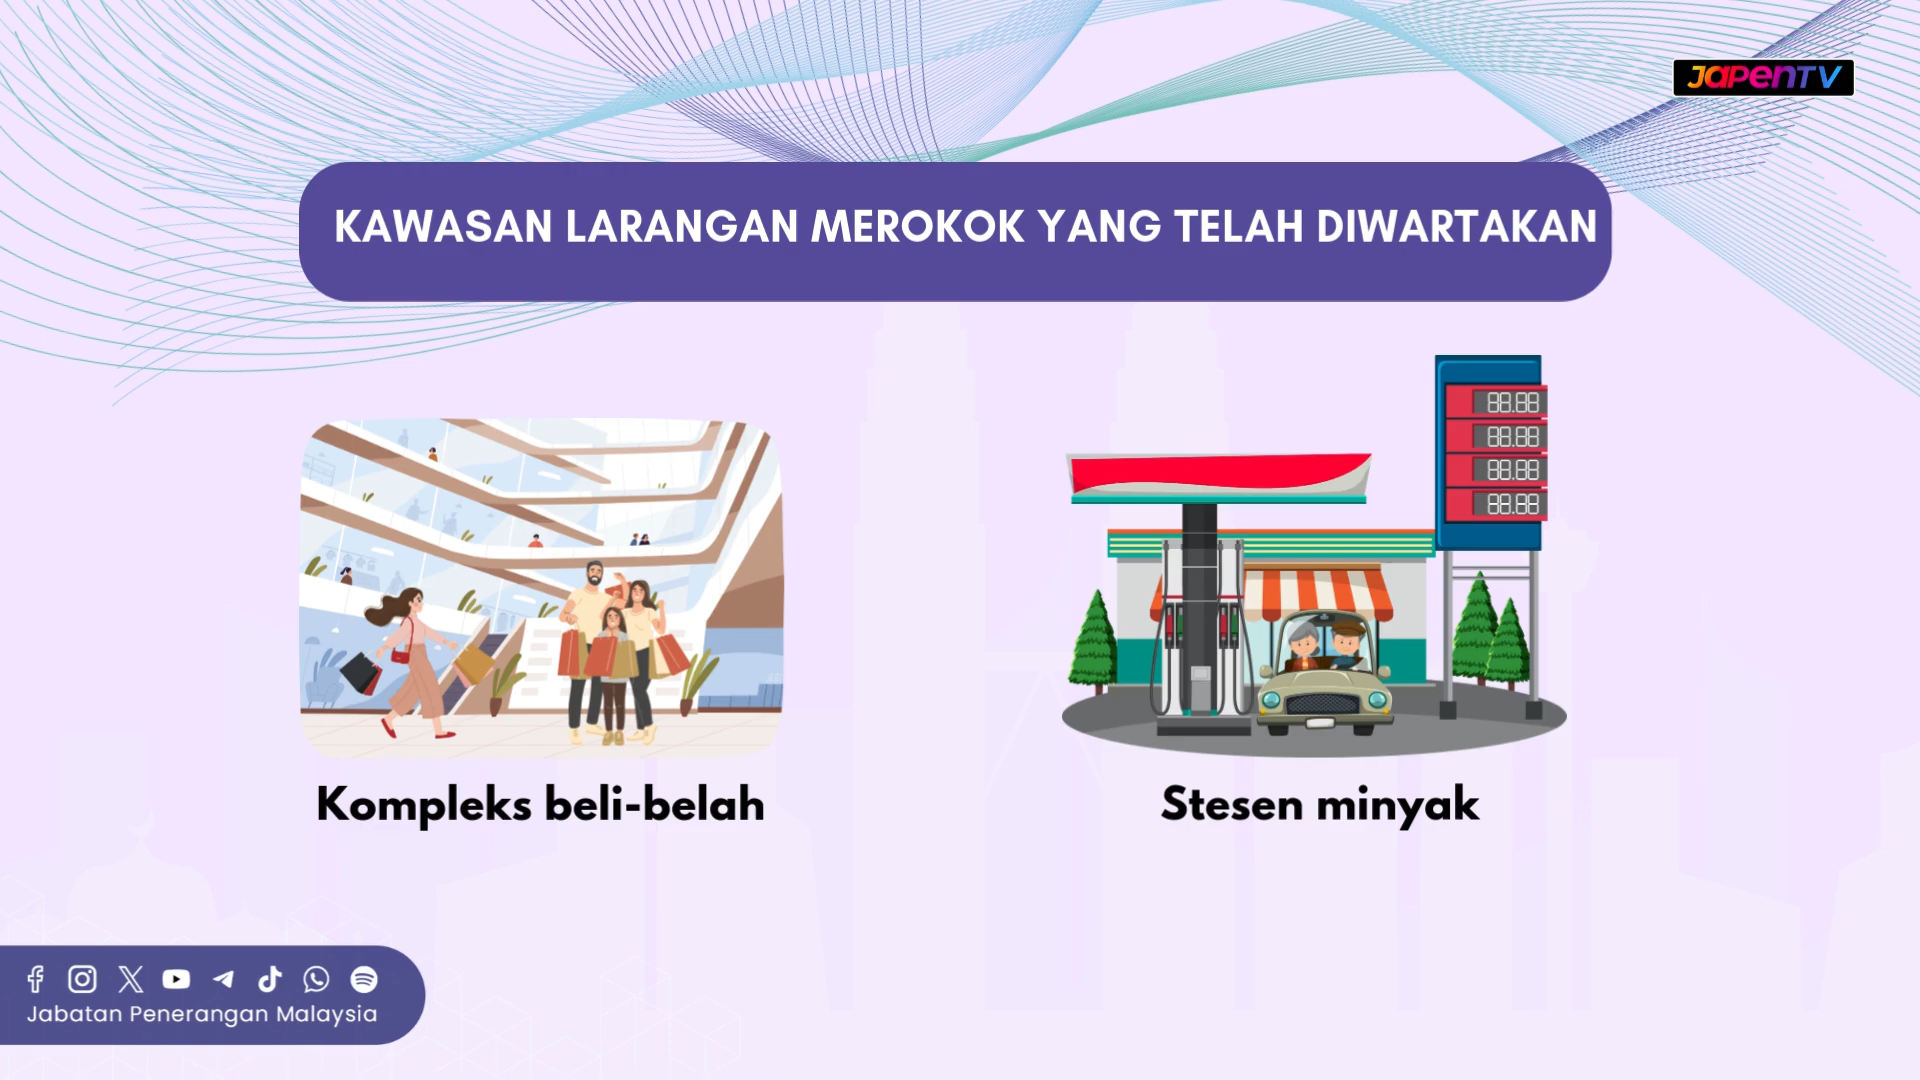 JAPENTV
KAWASAN LARANGAN MEROKOK YANG TELAH DIWARTAKAN
88.88
88.88
88.88
88.88
Kompleks beli-belah
Stesen minyak
Jabatan Penerangan Malaysia